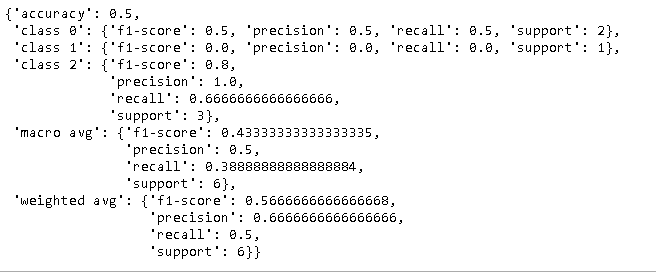 {'accuracy': 0.5,
'class 0': {'f1-score': 0.5, 'precision': 0.5, 'recall': 0.5, 'support': 2},
'class 1': {'f1-score': 0.0, 'precision': 0.0, 'recall': 0.0, 'support': 1},
'class 2': {'f1-score': 0.8,
'precision': 1.0,
'recall': 0.6666666666666666,
'support': 3},
'macro avg': {'f1-score': 0.43333333333333335,
'precision': 0.5,
'recall': 0.38888888888888884,
'support': 6},
'weighted avg': {'f1-score': 0.5666666666666668,
'precision': 0.6666666666666666,
'recall': 0.5,
'support': 6}}